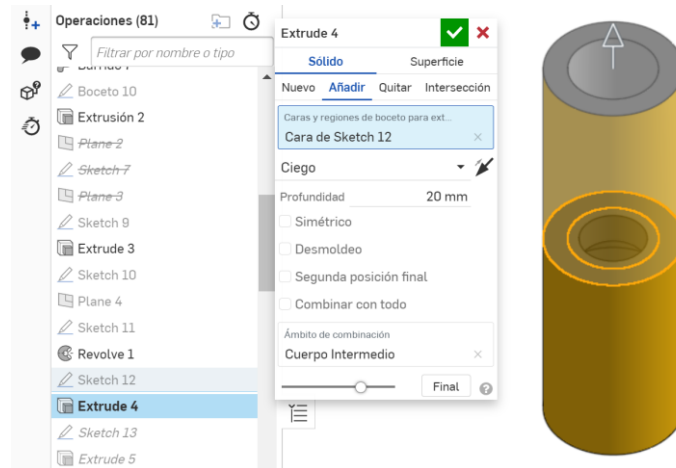 Operaciones (81)
Filtrar por nombre o tipo
Boceto 10
Extrusión 2
Plane 2
Sketch 7
Plane 3
Sketch 9
Extrude 3
Sketch 10
Plane 4
Sketch 11
Revolve 1
Sketch 12
Extrude 4
Sketch 13
Extrude 5
Extrude 4
Sólido Superficie
Nuevo Añadir Quitar Intersección
Caras y regiones de boceto para ext...
Cara de Sketch 12
Ciego
Profundidad 20 mm
Simétrico
Desmoldeo
Segunda posición final
Combinar con todo
Ámbito de combinación
Cuerpo Intermedio
Final